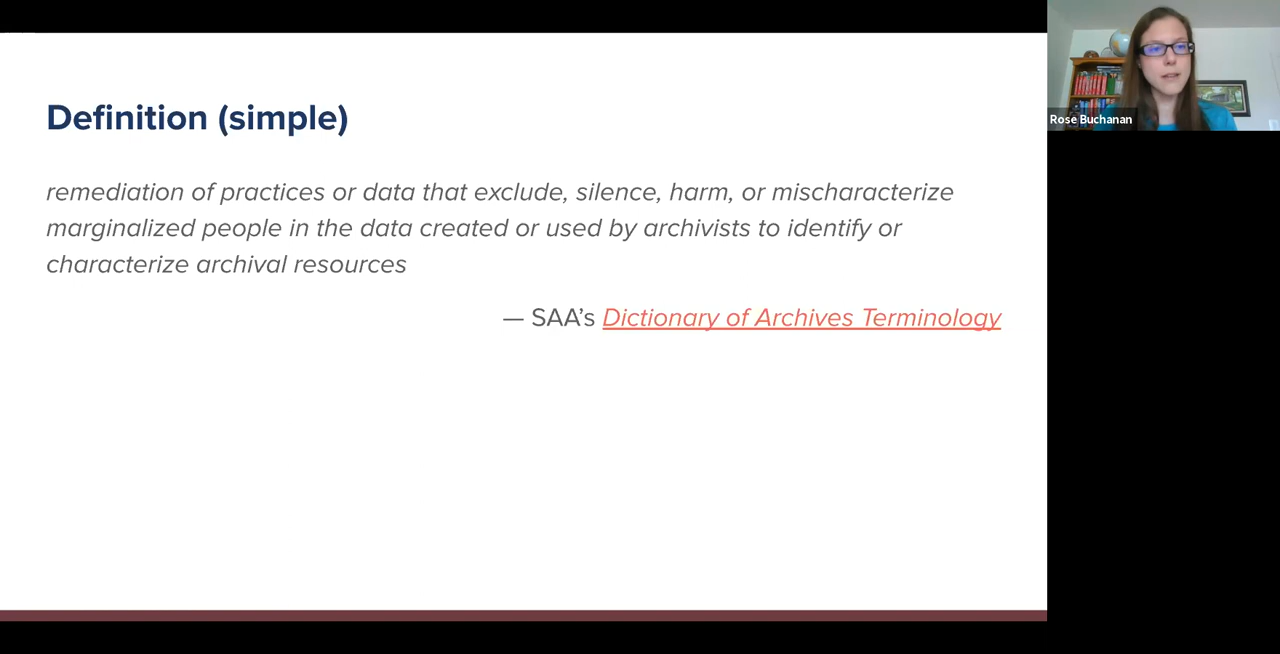 Definition (simple)
remediation of practices or data that exclude, silence, harm, or mischaracterize
marginalized people in the data created or used by archivists to identify or
characterize archival resources
— SAA’s Dictionary of Archives Terminology
Rose Buchanan